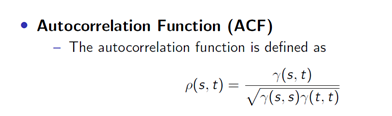 • Autocorrelation Function (ACF)
– The autocorrelation function is defined as
ρ(s, t) = γ(s, t) / √γ(s, s)γ(t, t)